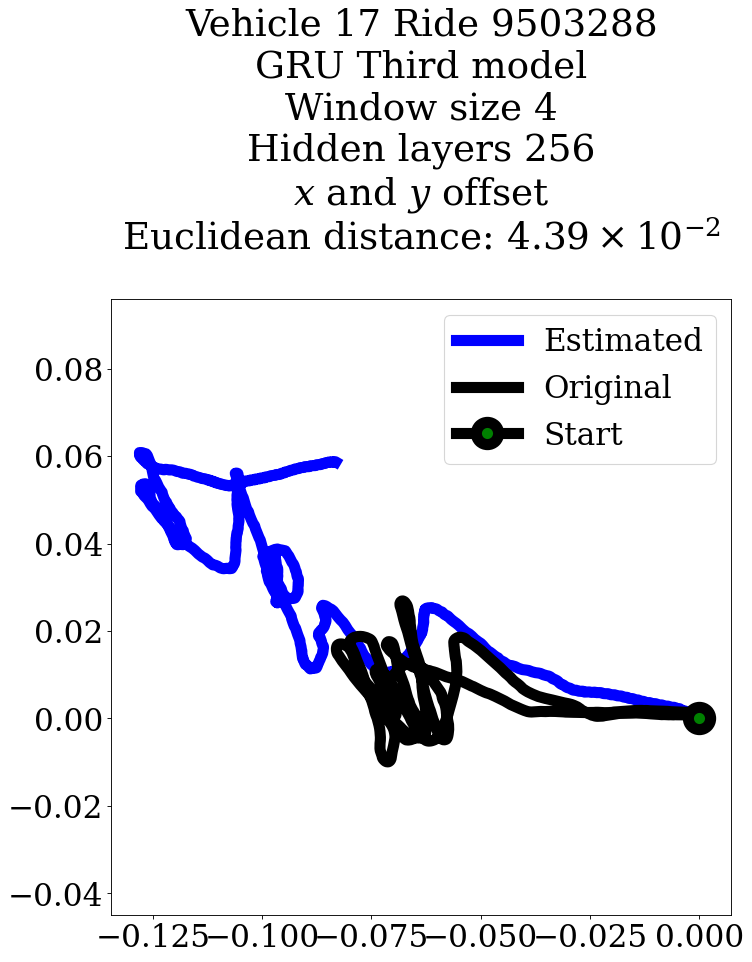 Vehicle 17 Ride 9503288
GRU Third model
Window size 4
Hidden layers 256
x and y offset
Euclidean distance: 4.39 × 10⁻²
Estimated
Original
Start
0.08
0.06
0.04
0.02
0.00
−0.02
−0.04
−0.125 −0.100 −0.075 −0.050 −0.025 0.000